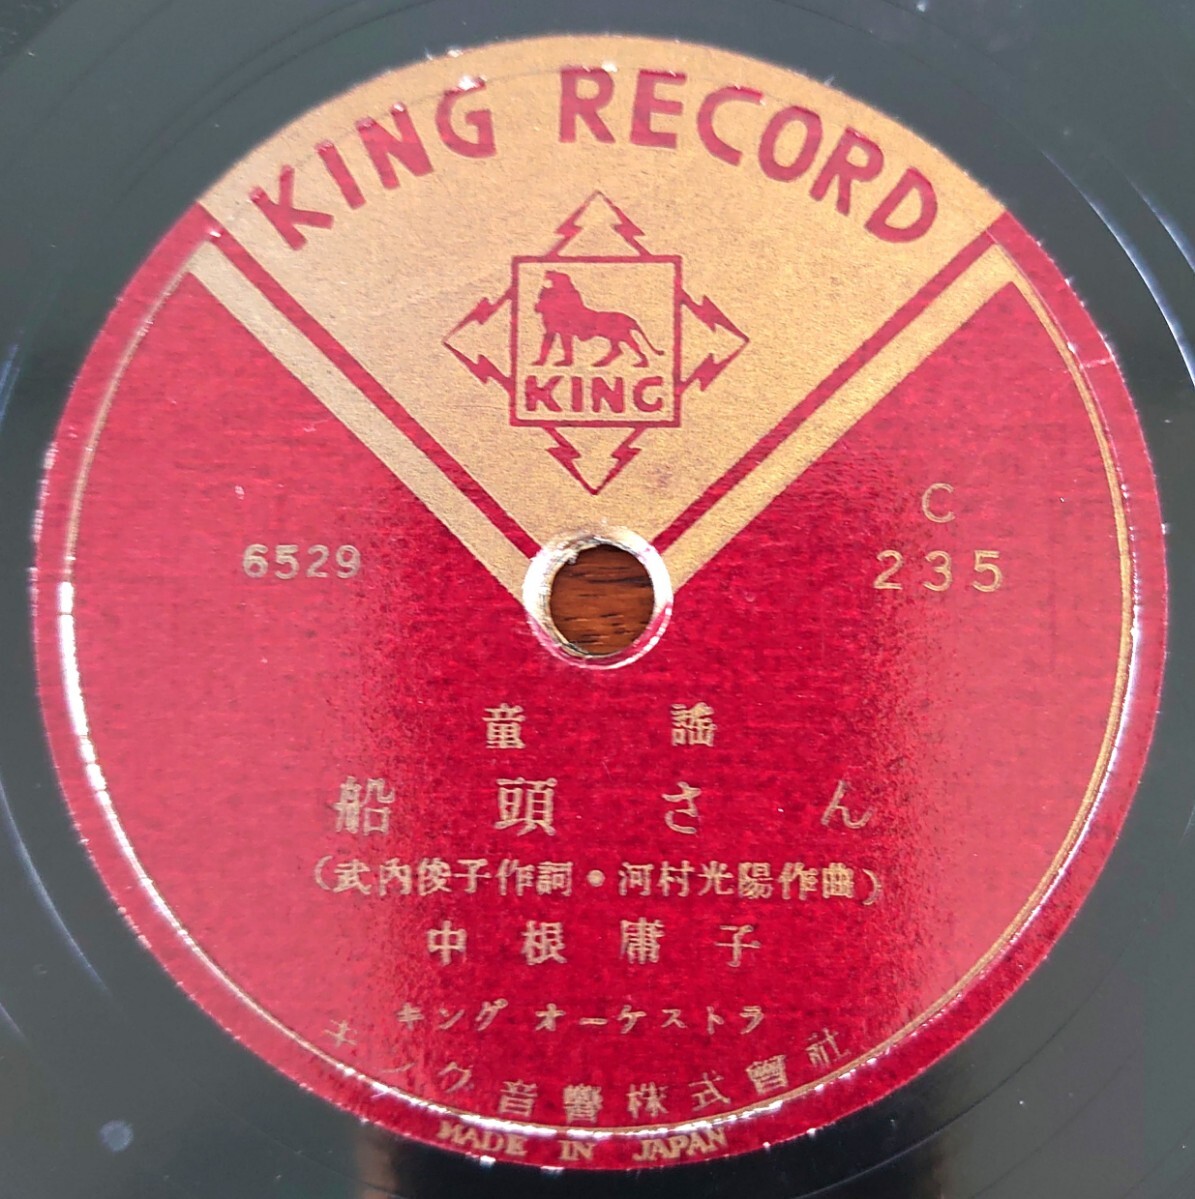 KING RECORD
KING
6529
C
235
童謡
船頭さん
(武内俊子作詞・河村光陽作曲)
中根庸子
キング オーケストラ
キング音響株式會社
MADE IN JAPAN